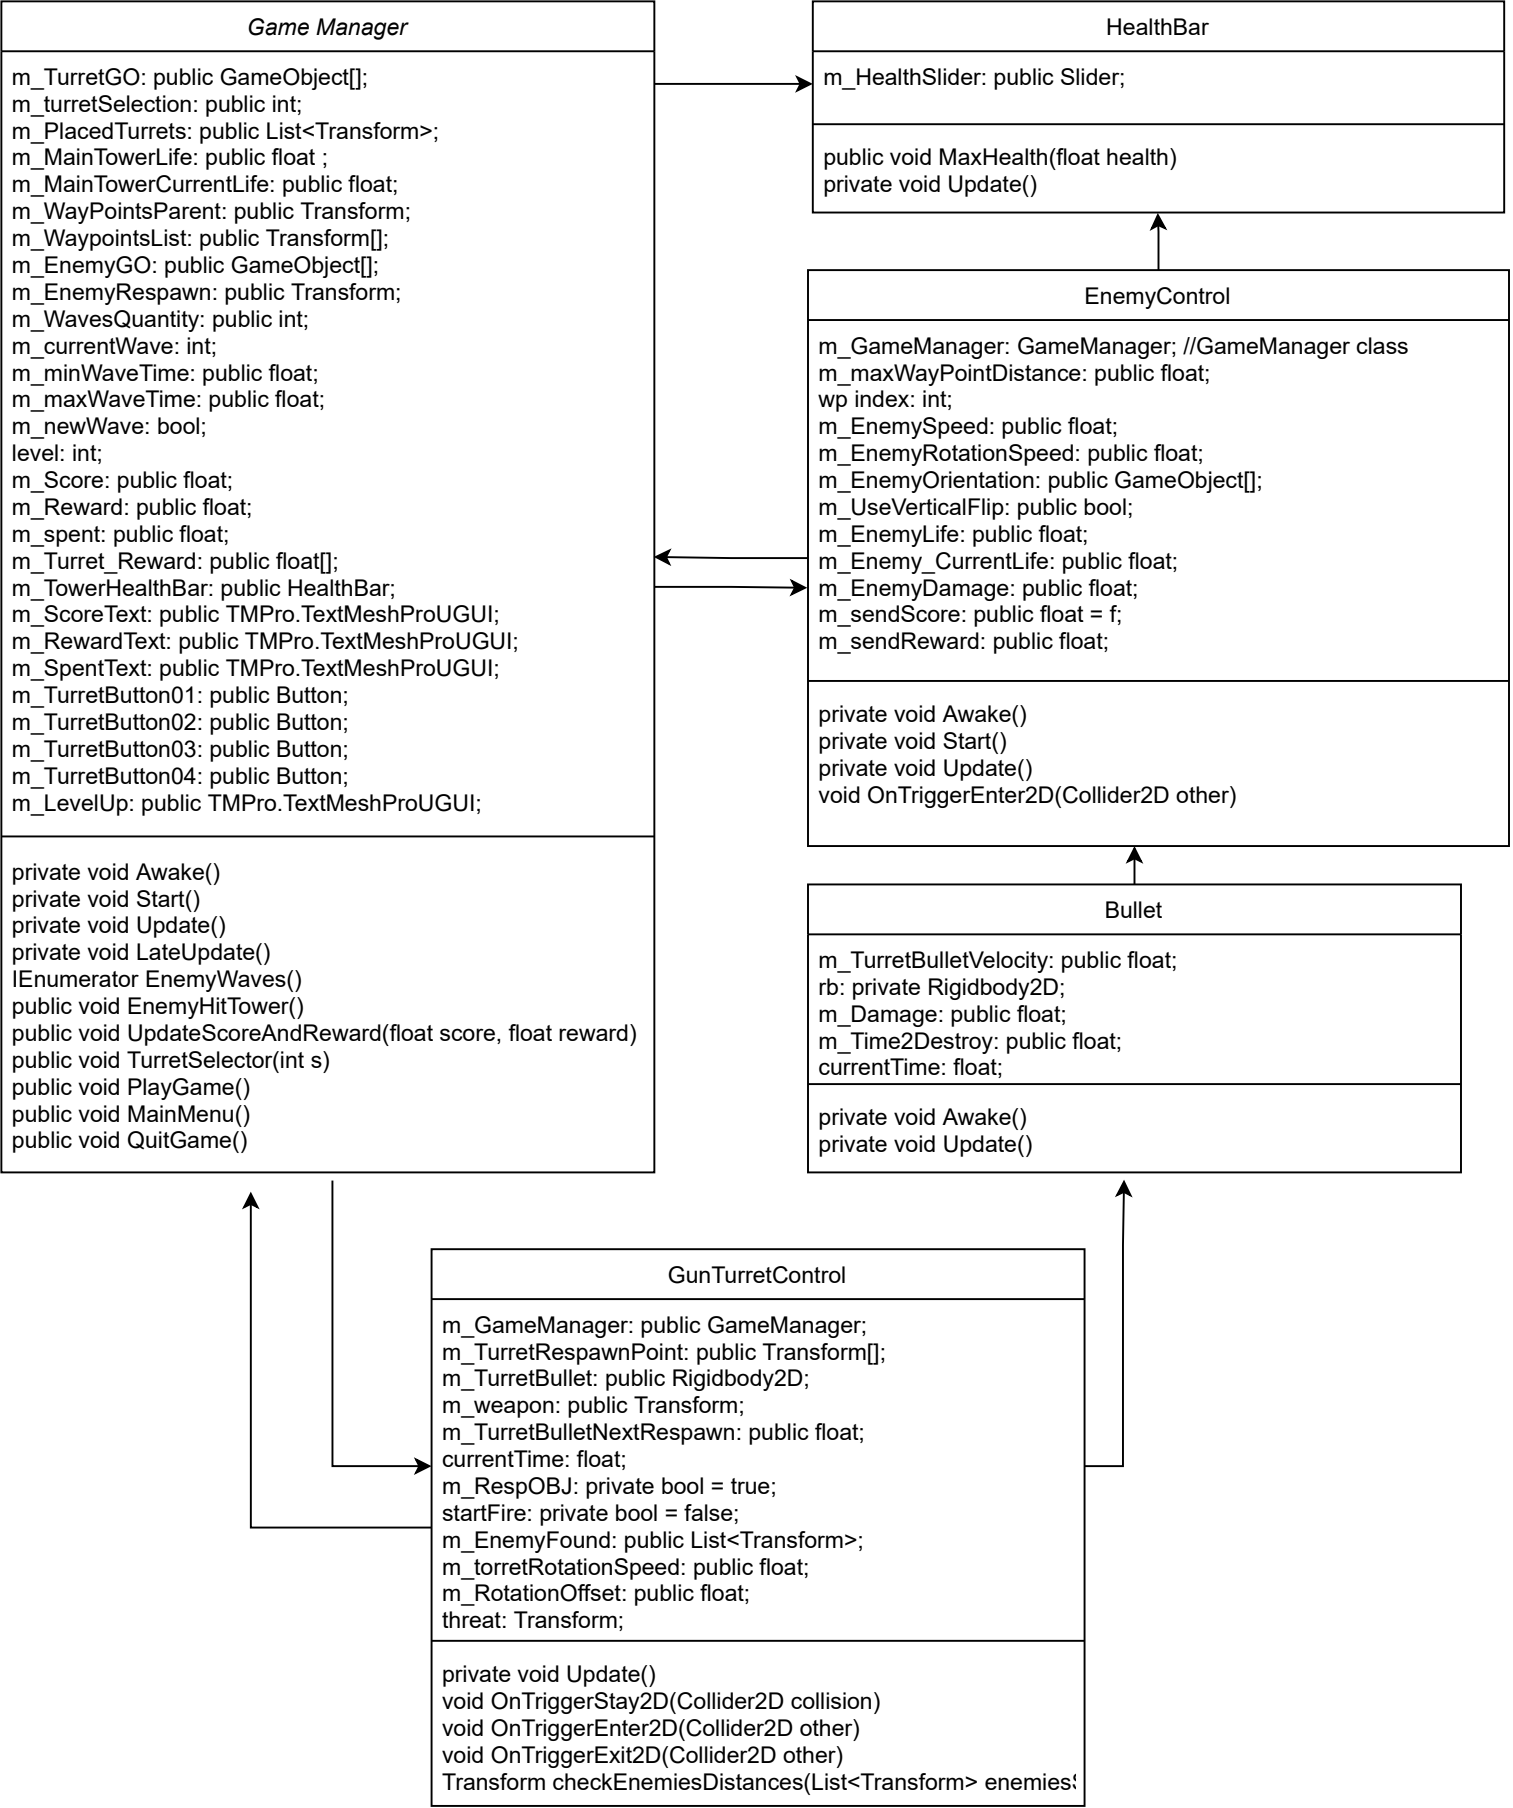 Game Manager
m_TurretGO: public GameObject[];
m_turretSelection: public int;
m_PlacedTurrets: public List<Transform>;
m_MainTowerLife: public float ;
m_MainTowerCurrentLife: public float;
m_WayPointsParent: public Transform;
m_WaypointsList: public Transform[];
m_EnemyGO: public GameObject[];
m_EnemyRespawn: public Transform;
m_WavesQuantity: public int;
m_currentWave: int;
m_minWaveTime: public float;
m_maxWaveTime: public float;
m_newWave: bool;
level: int;
m_Score: public float;
m_Reward: public float;
m_spent: public float;
m_Turret_Reward: public float[];
m_TowerHealthBar: public HealthBar;
m_ScoreText: public TMPro.TextMeshProUGUI;
m_RewardText: public TMPro.TextMeshProUGUI;
m_SpentText: public TMPro.TextMeshProUGUI;
m_TurretButton01: public Button;
m_TurretButton02: public Button;
m_TurretButton03: public Button;
m_TurretButton04: public Button;
m_LevelUp: public TMPro.TextMeshProUGUI;
private void Awake()
private void Start()
private void Update()
private void LateUpdate()
IEnumerator EnemyWaves()
public void EnemyHitTower()
public void UpdateScoreAndReward(float score, float reward)
public void TurretSelector(int s)
public void PlayGame()
public void MainMenu()
public void QuitGame()
HealthBar
m_HealthSlider: public Slider;
public void MaxHealth(float health)
private void Update()
EnemyControl
m_GameManager: GameManager; //GameManager class
m_maxWayPointDistance: public float;
wp index: int;
m_EnemySpeed: public float;
m_EnemyRotationSpeed: public float;
m_EnemyOrientation: public GameObject[];
m_UseVerticalFlip: public bool;
m_EnemyLife: public float;
m_Enemy_CurrentLife: public float;
m_EnemyDamage: public float;
m_sendScore: public float = f;
m_sendReward: public float;
private void Awake()
private void Start()
private void Update()
void OnTriggerEnter2D(Collider2D other)
Bullet
m_TurretBulletVelocity: public float;
rb: private Rigidbody2D;
m_Damage: public float;
m_Time2Destroy: public float;
currentTime: float;
private void Awake()
private void Update()
GunTurretControl
m_GameManager: public GameManager;
m_TurretRespawnPoint: public Transform[];
m_TurretBullet: public Rigidbody2D;
m_weapon: public Transform;
m_TurretBulletNextRespawn: public float;
currentTime: float;
m_RespOBJ: private bool = true;
startFire: private bool = false;
m_EnemyFound: public List<Transform>;
m_torretRotationSpeed: public float;
m_RotationOffset: public float;
threat: Transform;
private void Update()
void OnTriggerStay2D(Collider2D collision)
void OnTriggerEnter2D(Collider2D other)
void OnTriggerExit2D(Collider2D other)
Transform checkEnemiesDistances(List<Transform>